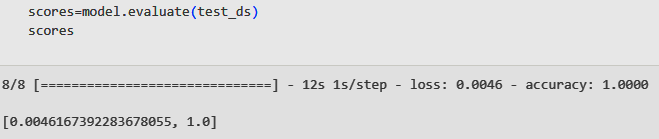 scores=model.evaluate(test_ds)
scores
8/8 [==============================] - 12s 1s/step - loss: 0.0046 - accuracy: 1.0000
[0.0046167392283678055, 1.0]